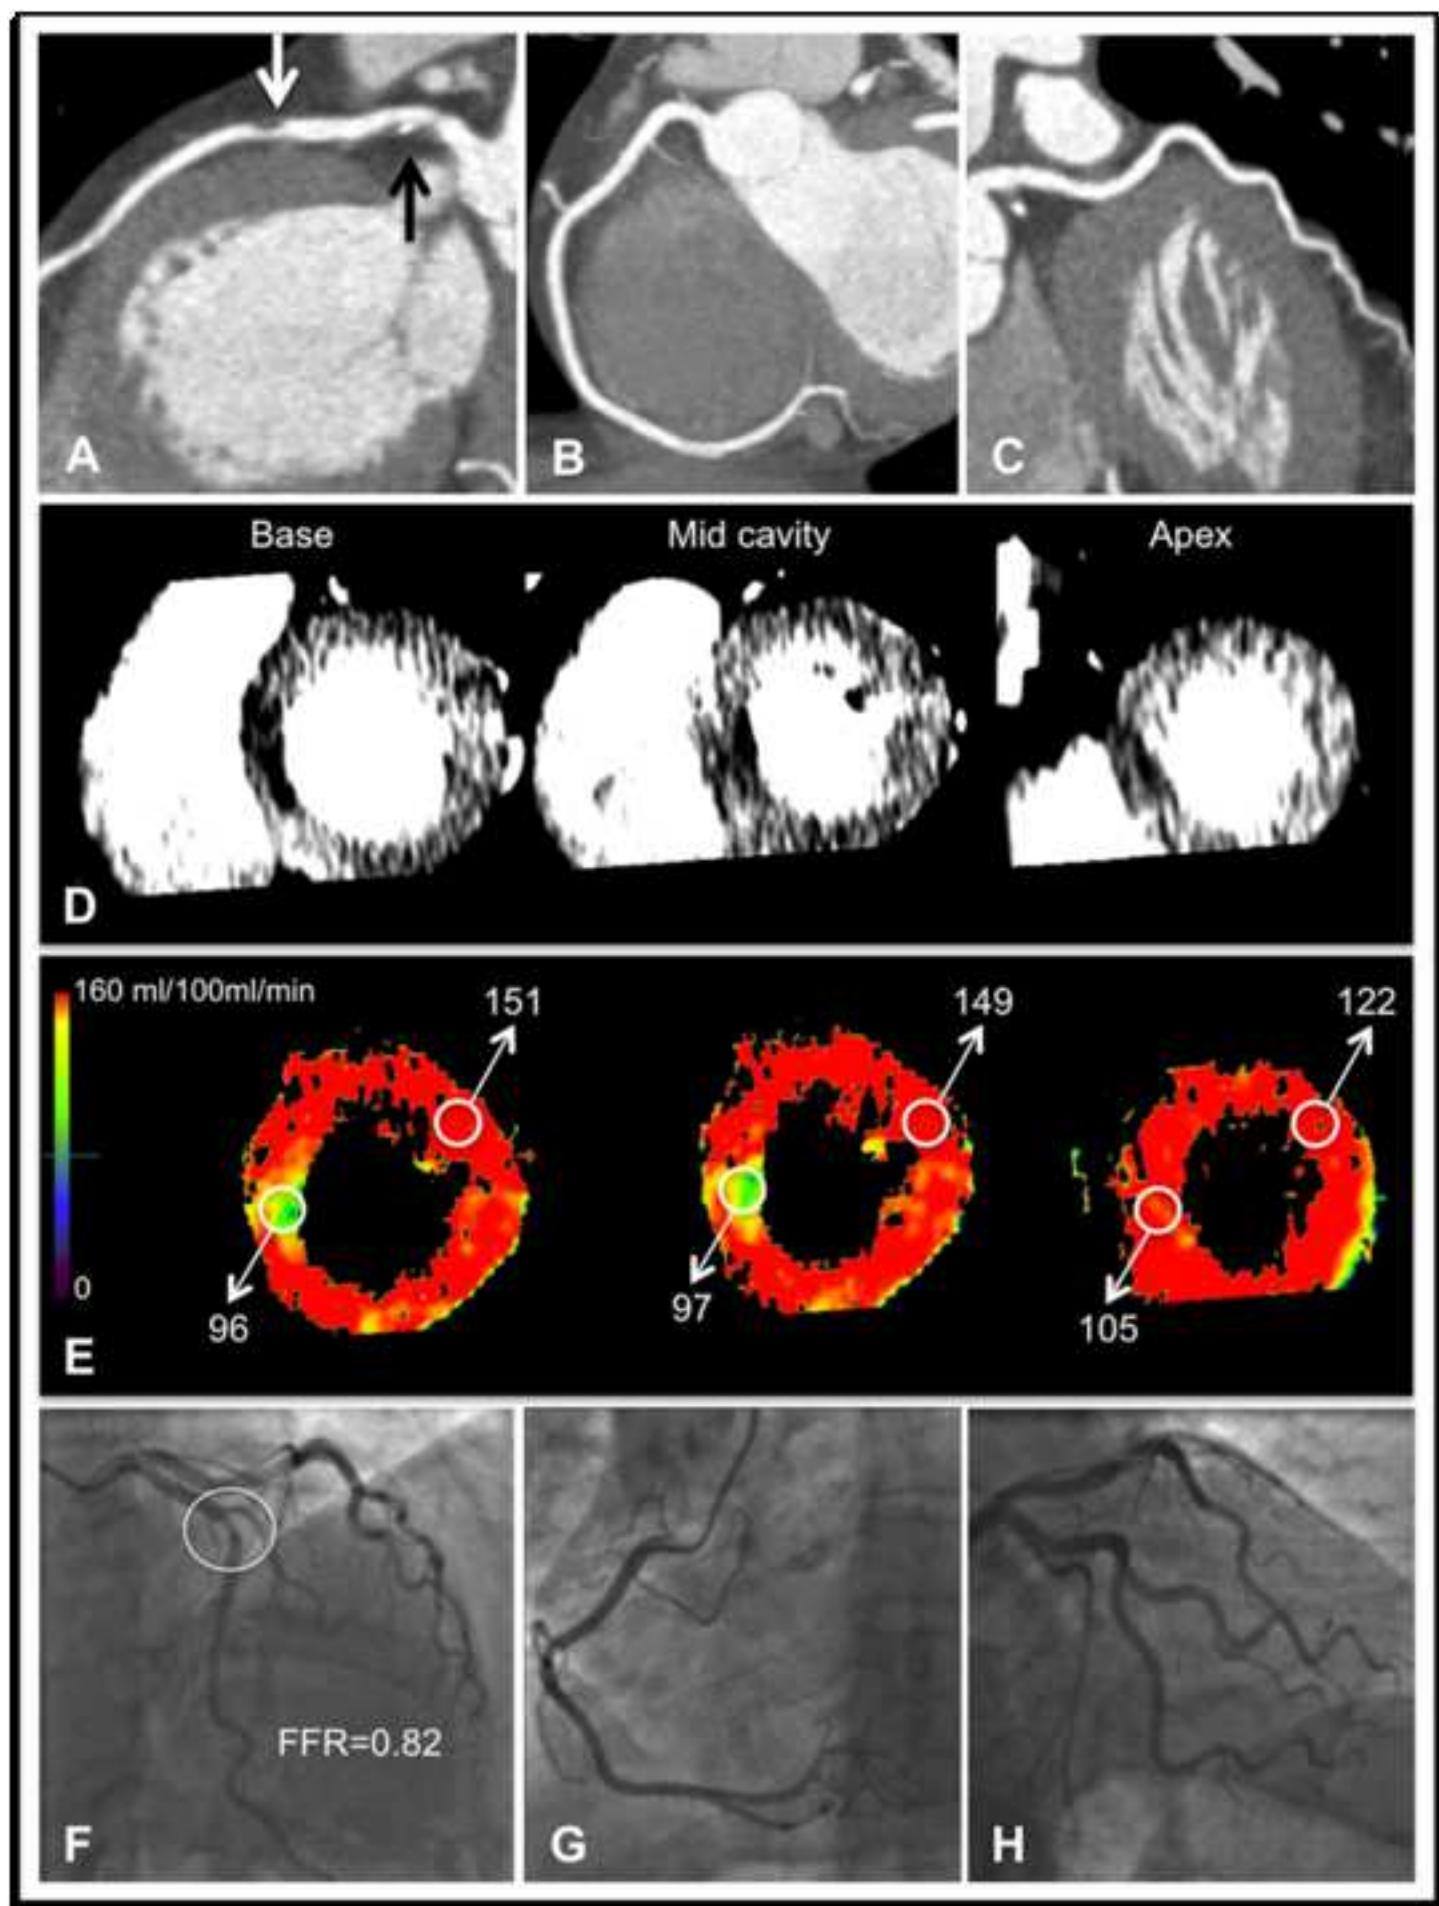 A
B
C
Base Mid cavity Apex
D
160 ml/100ml/min
151
149
122
0
96
97
105
E
FFR=0.82
F
G
H